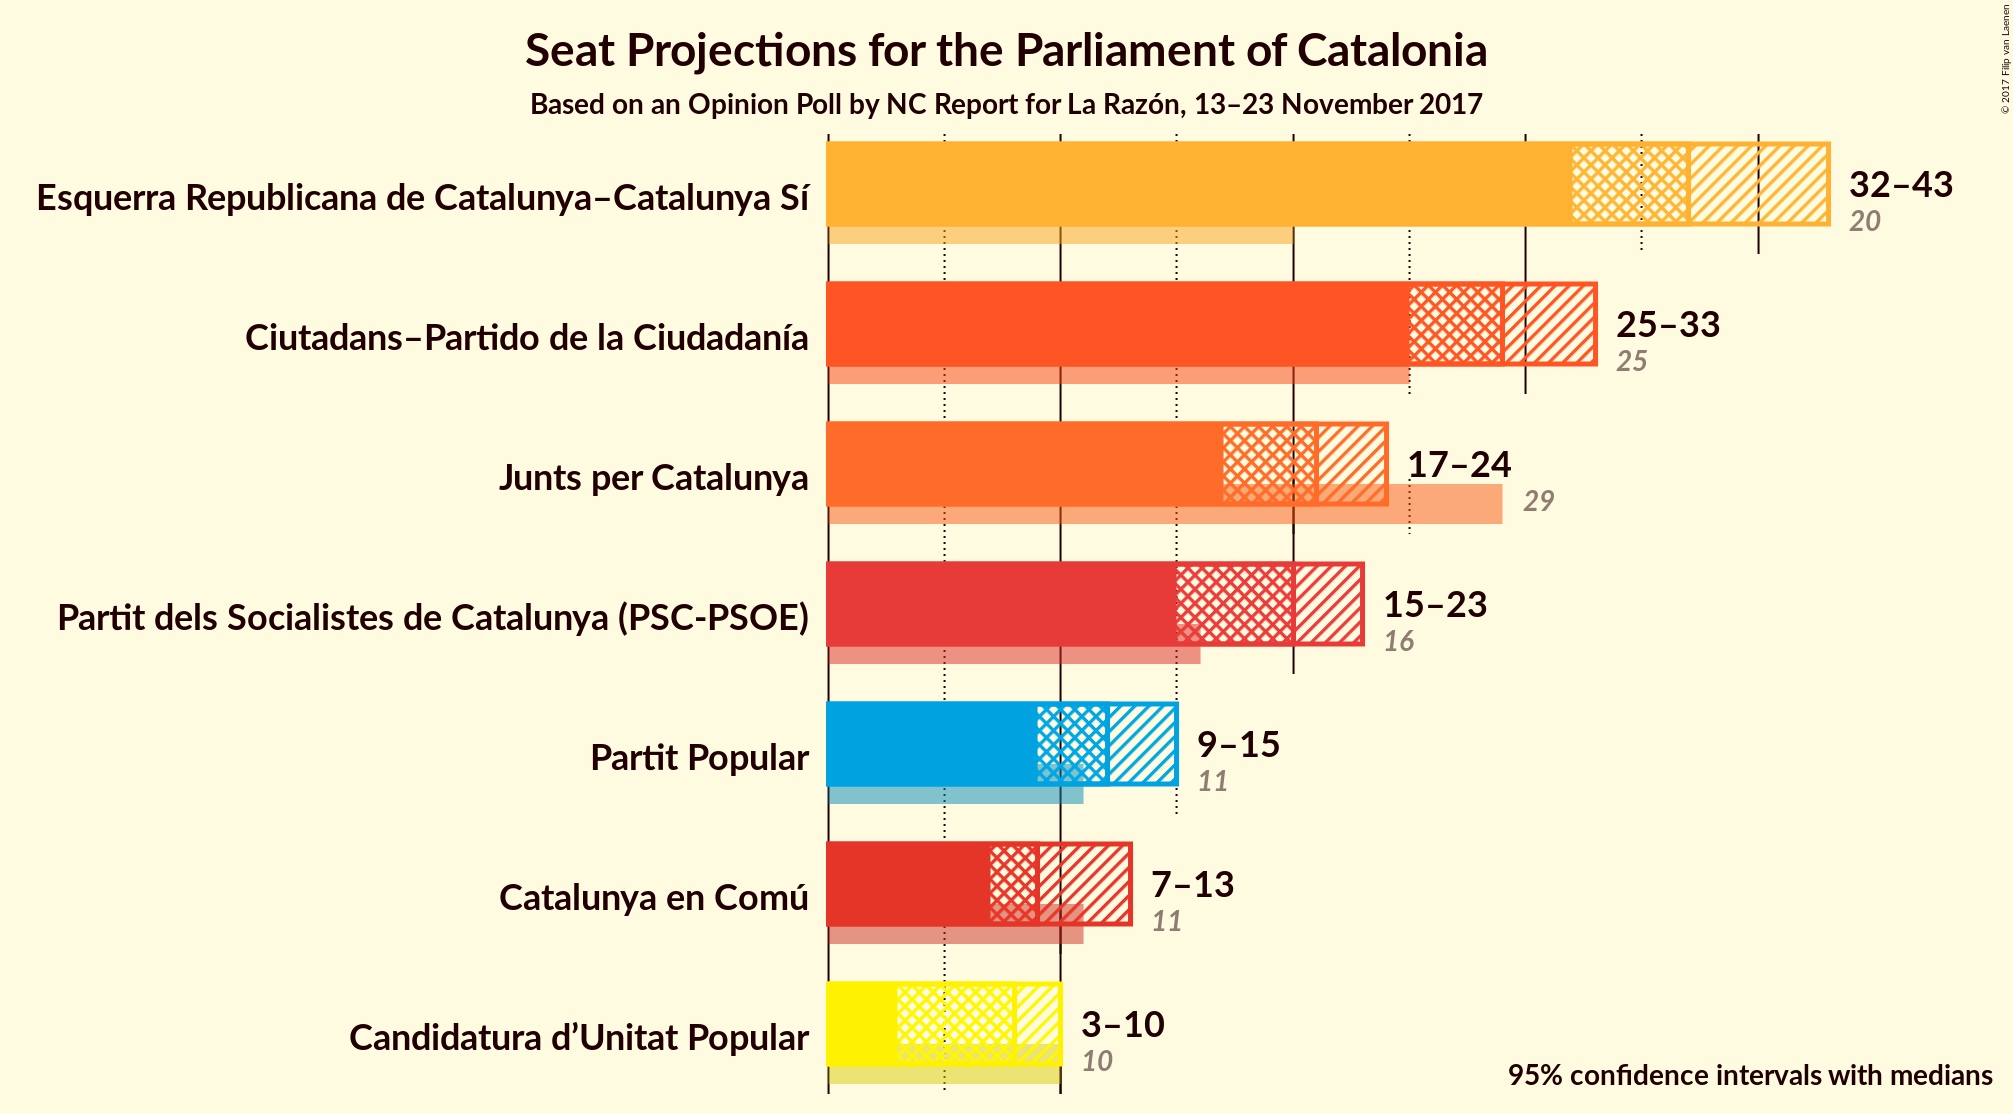 Seat Projections for the Parliament of Catalonia
Based on an Opinion Poll by NC Report for La Razón, 13–23 November 2017
© 2017 Filip van Laenen
Esquerra Republicana de Catalunya–Catalunya Sí
32–43
20
Ciutadans–Partido de la Ciudadanía
25–33
25
Junts per Catalunya
17–24
29
Partit dels Socialistes de Catalunya (PSC-PSOE)
15–23
16
Partit Popular
9–15
11
Catalunya en Comú
7–13
11
Candidatura d’Unitat Popular
3–10
10
95% confidence intervals with medians